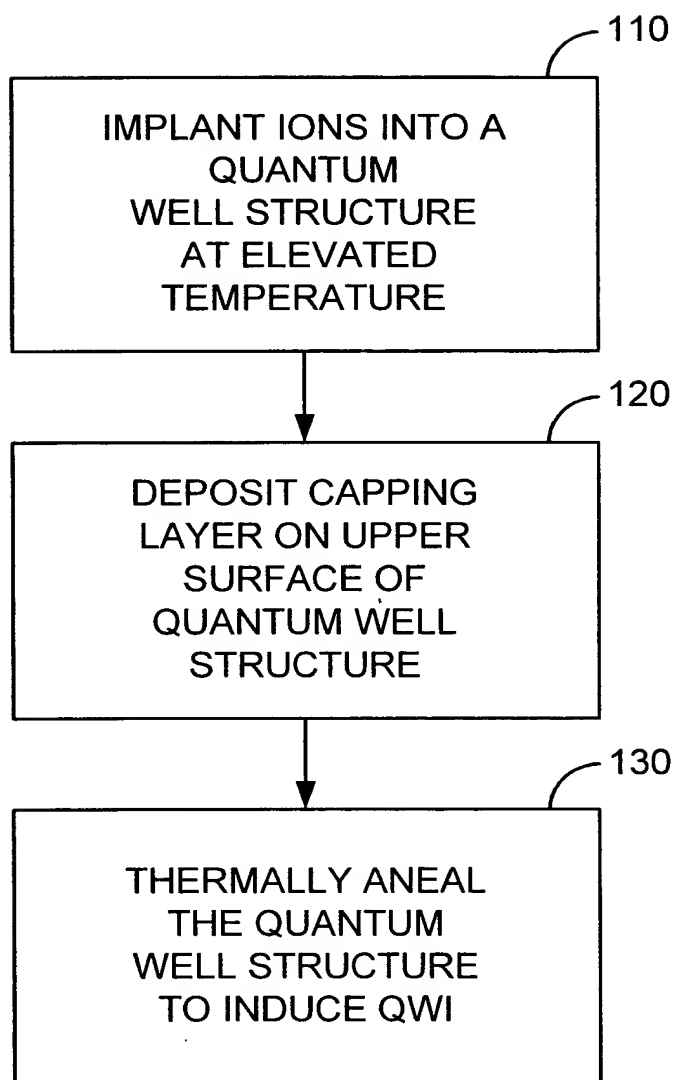 110
IMPLANT IONS INTO A
QUANTUM
WELL STRUCTURE
AT ELEVATED
TEMPERATURE
120
DEPOSIT CAPPING
LAYER ON UPPER
SURFACE OF
QUANTUM WELL
STRUCTURE
130
THERMALLY ANEAL
THE QUANTUM
WELL STRUCTURE
TO INDUCE QWI